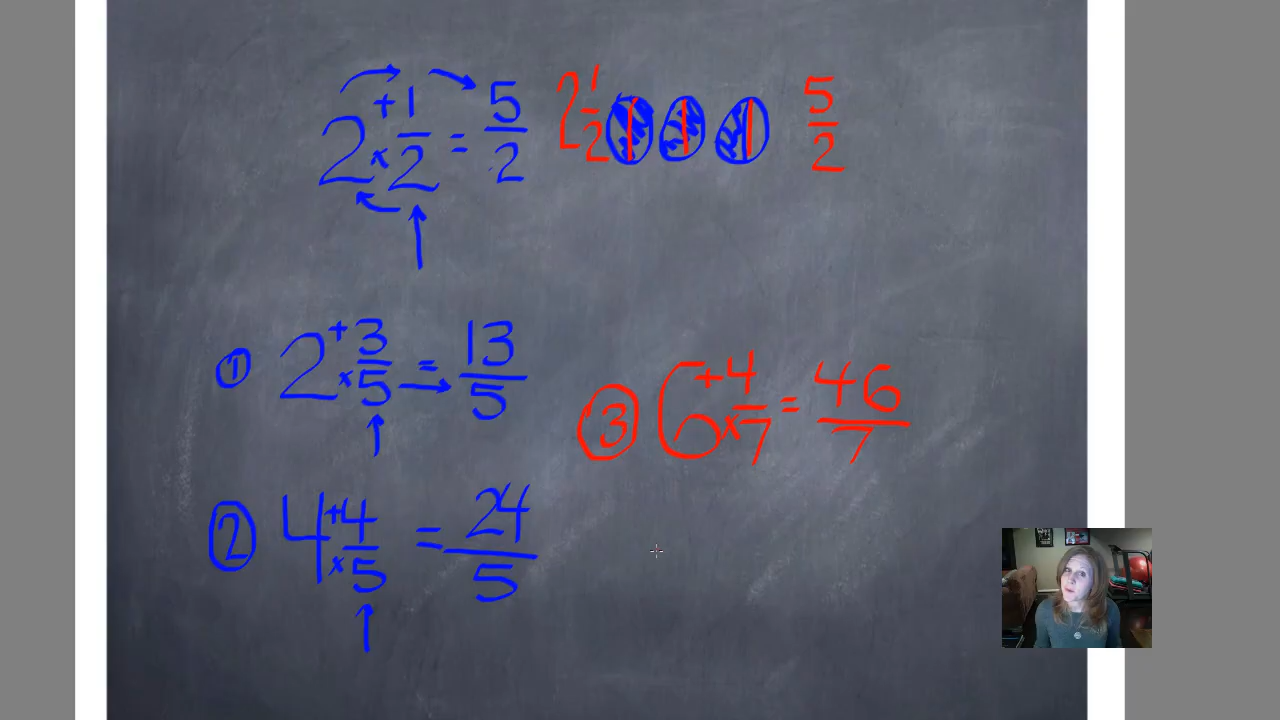 2 + 1/2 × = 5/2 2 1/2 5/2
① 2 + 3/5 × = 13/5
③ 6 + 4/7 × = 46/7
② 4 + 4/5 × = 24/5